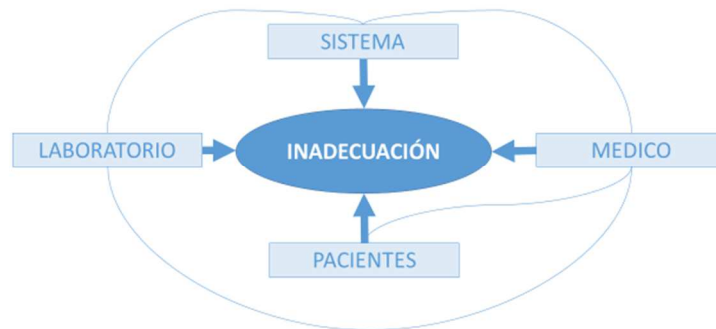 SISTEMA
LABORATORIO
INADECUACIÓN
MEDICO
PACIENTES